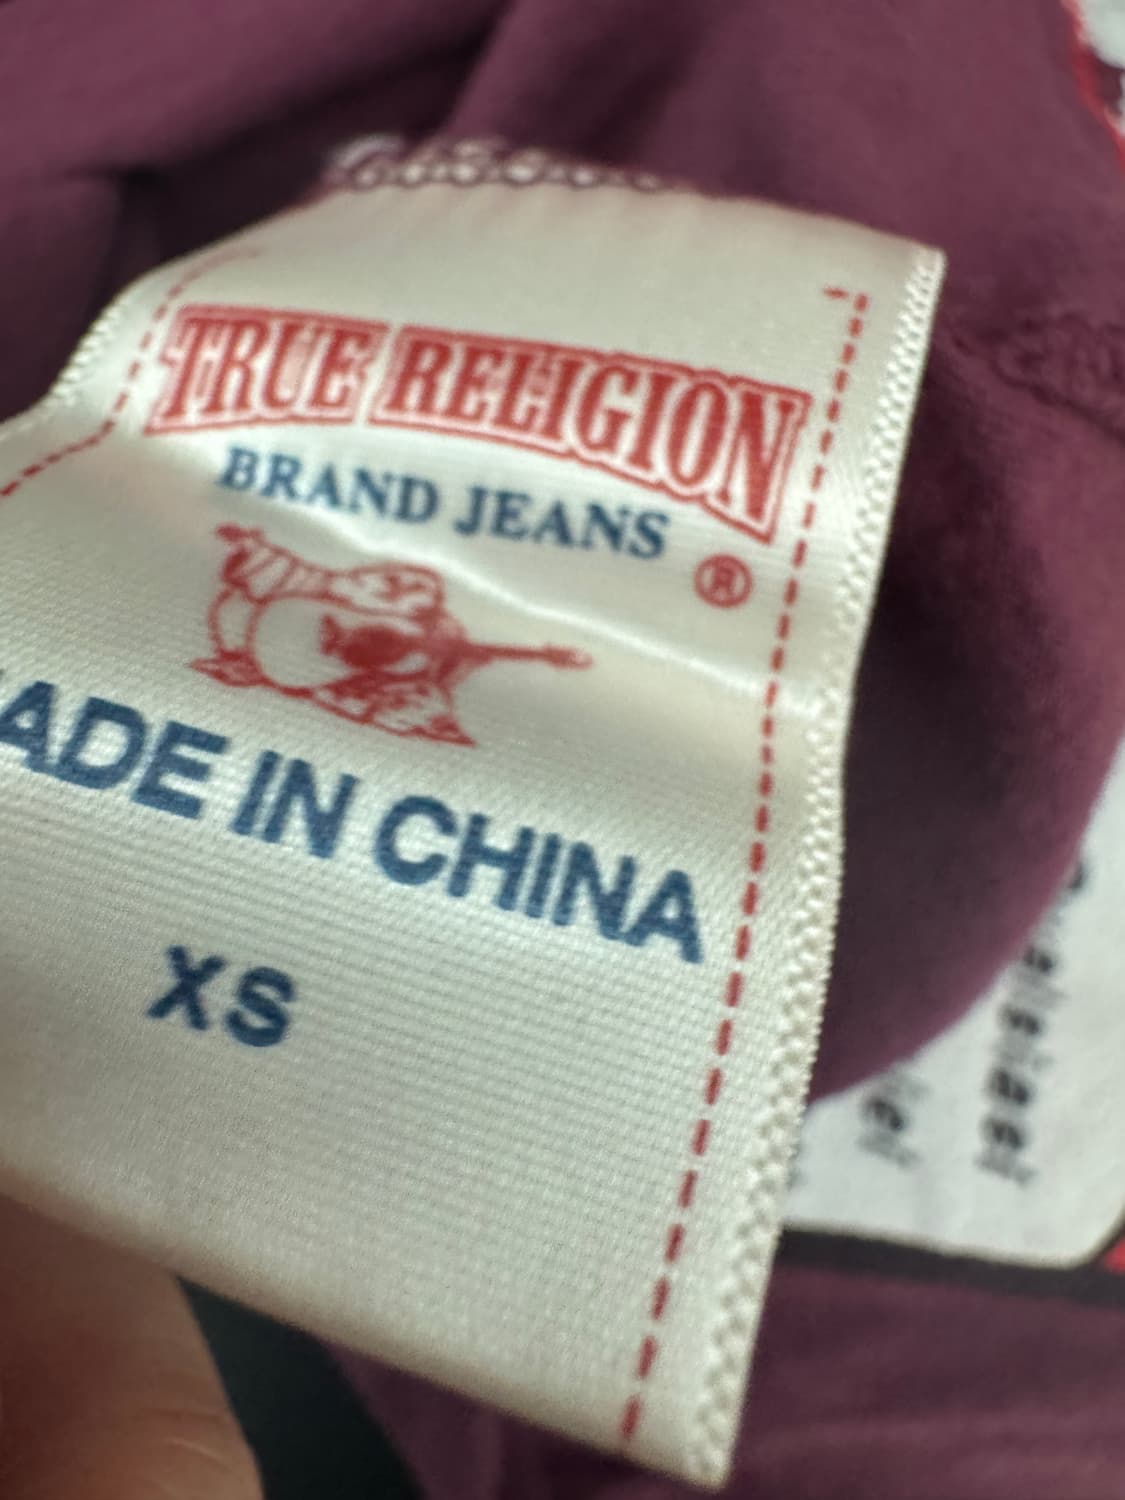 TRUE RELIGION
BRAND JEANS
®
ADE IN CHINA
XS